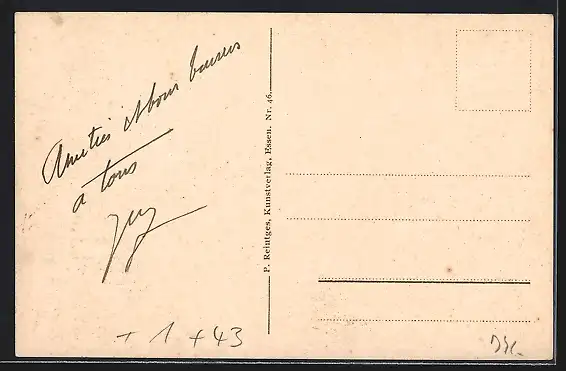 Amitiés et bons baisers
à tous
P. Reintges, Kunstverlag, Essen. Nr. 46.
+ 1 + 43